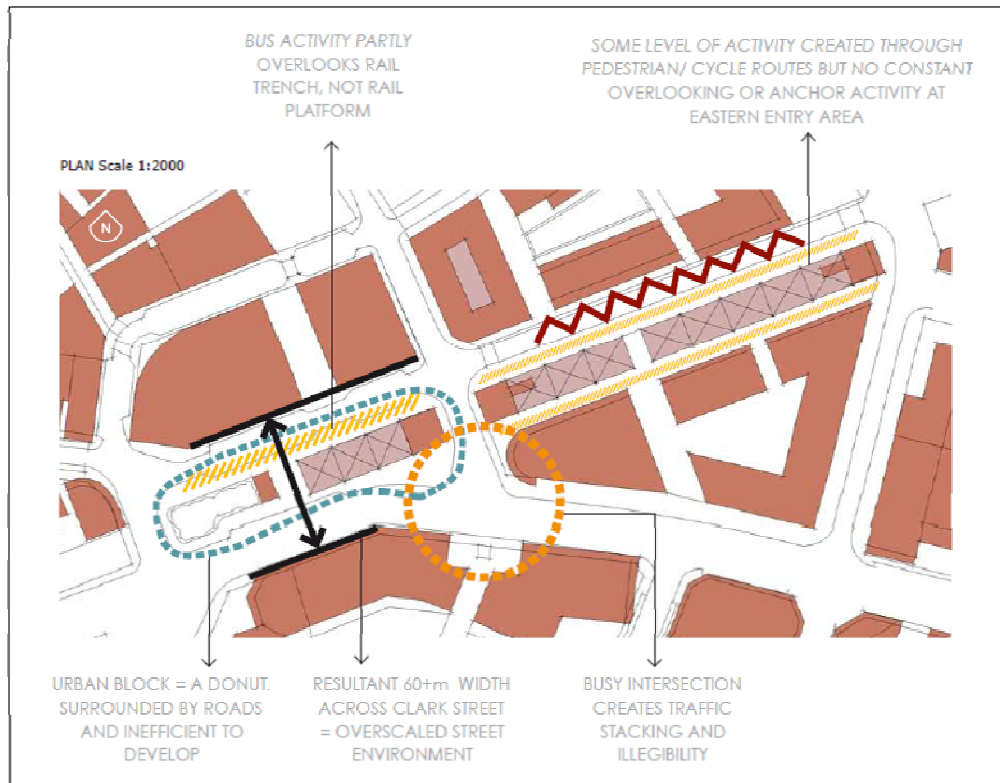 BUS ACTIVITY PARTLY
OVERLOOKS RAIL
TRENCH, NOT RAIL
PLATFORM
SOME LEVEL OF ACTIVITY CREATED THROUGH
PEDESTRIAN/ CYCLE ROUTES BUT NO CONSTANT
OVERLOOKING OR ANCHOR ACTIVITY AT
EASTERN ENTRY AREA
PLAN Scale 1:2000
N
URBAN BLOCK = A DONUT.
SURROUNDED BY ROADS
AND INEFFICIENT TO
DEVELOP
RESULTANT 60+m WIDTH
ACROSS CLARK STREET
= OVERSCALED STREET
ENVIRONMENT
BUSY INTERSECTION
CREATES TRAFFIC
STACKING AND
ILLEGIBILITY